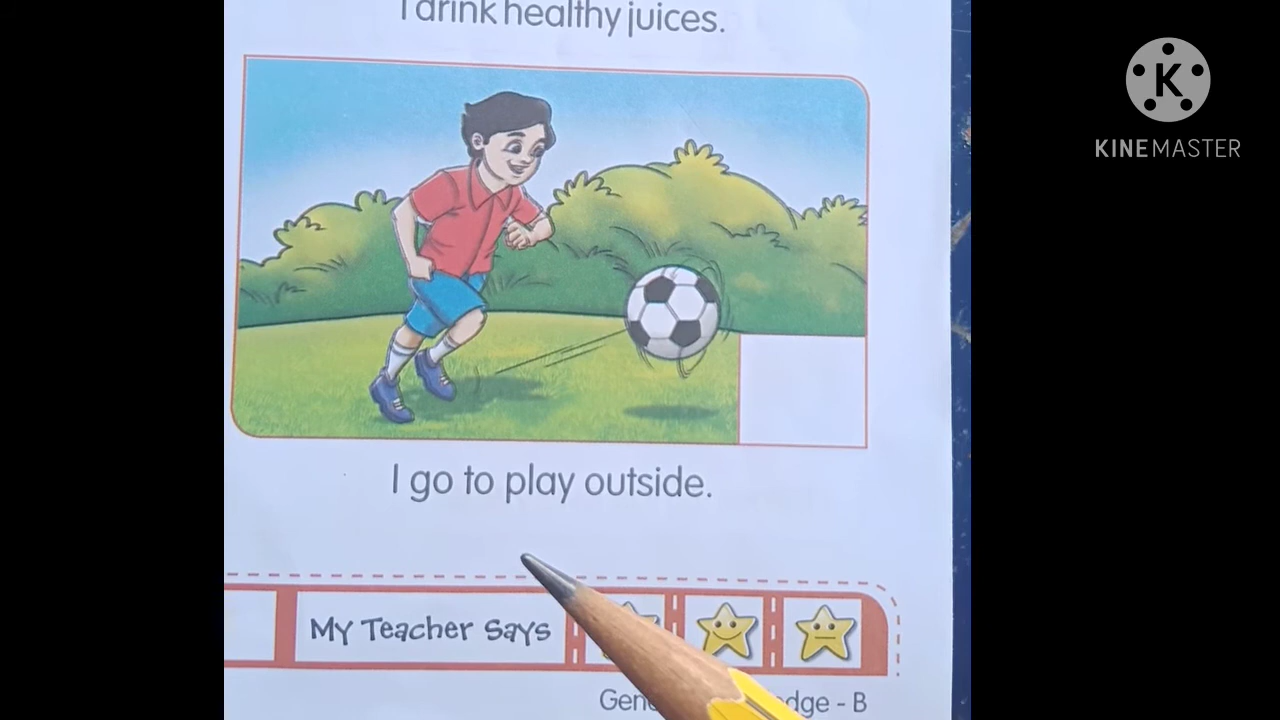 I drink healthy juices.
KINEMASTER
I go to play outside.
My Teacher Says
- B